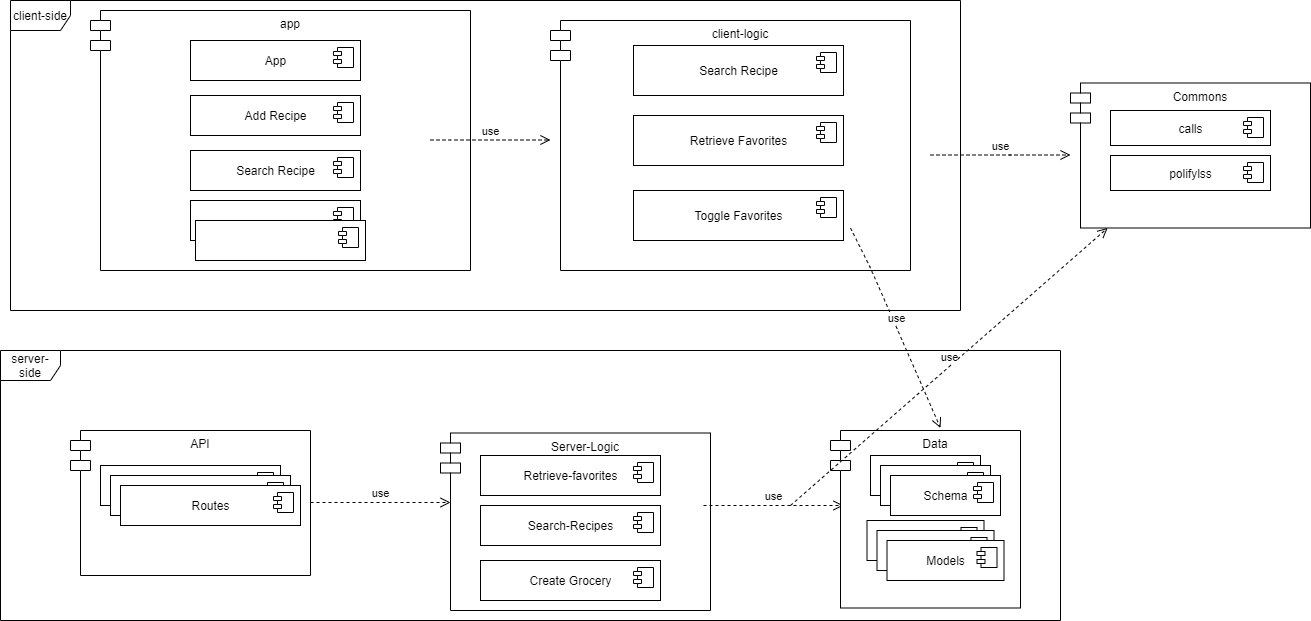 client-side
app
App
Add Recipe
Search Recipe
use
client-logic
Search Recipe
Retrieve Favorites
Toggle Favorites
use
Commons
calls
polifylss
use
use
server-
side
API
Routes
use
Server-Logic
Retrieve-favorites
Search-Recipes
Create Grocery
use
Data
Schema
Models